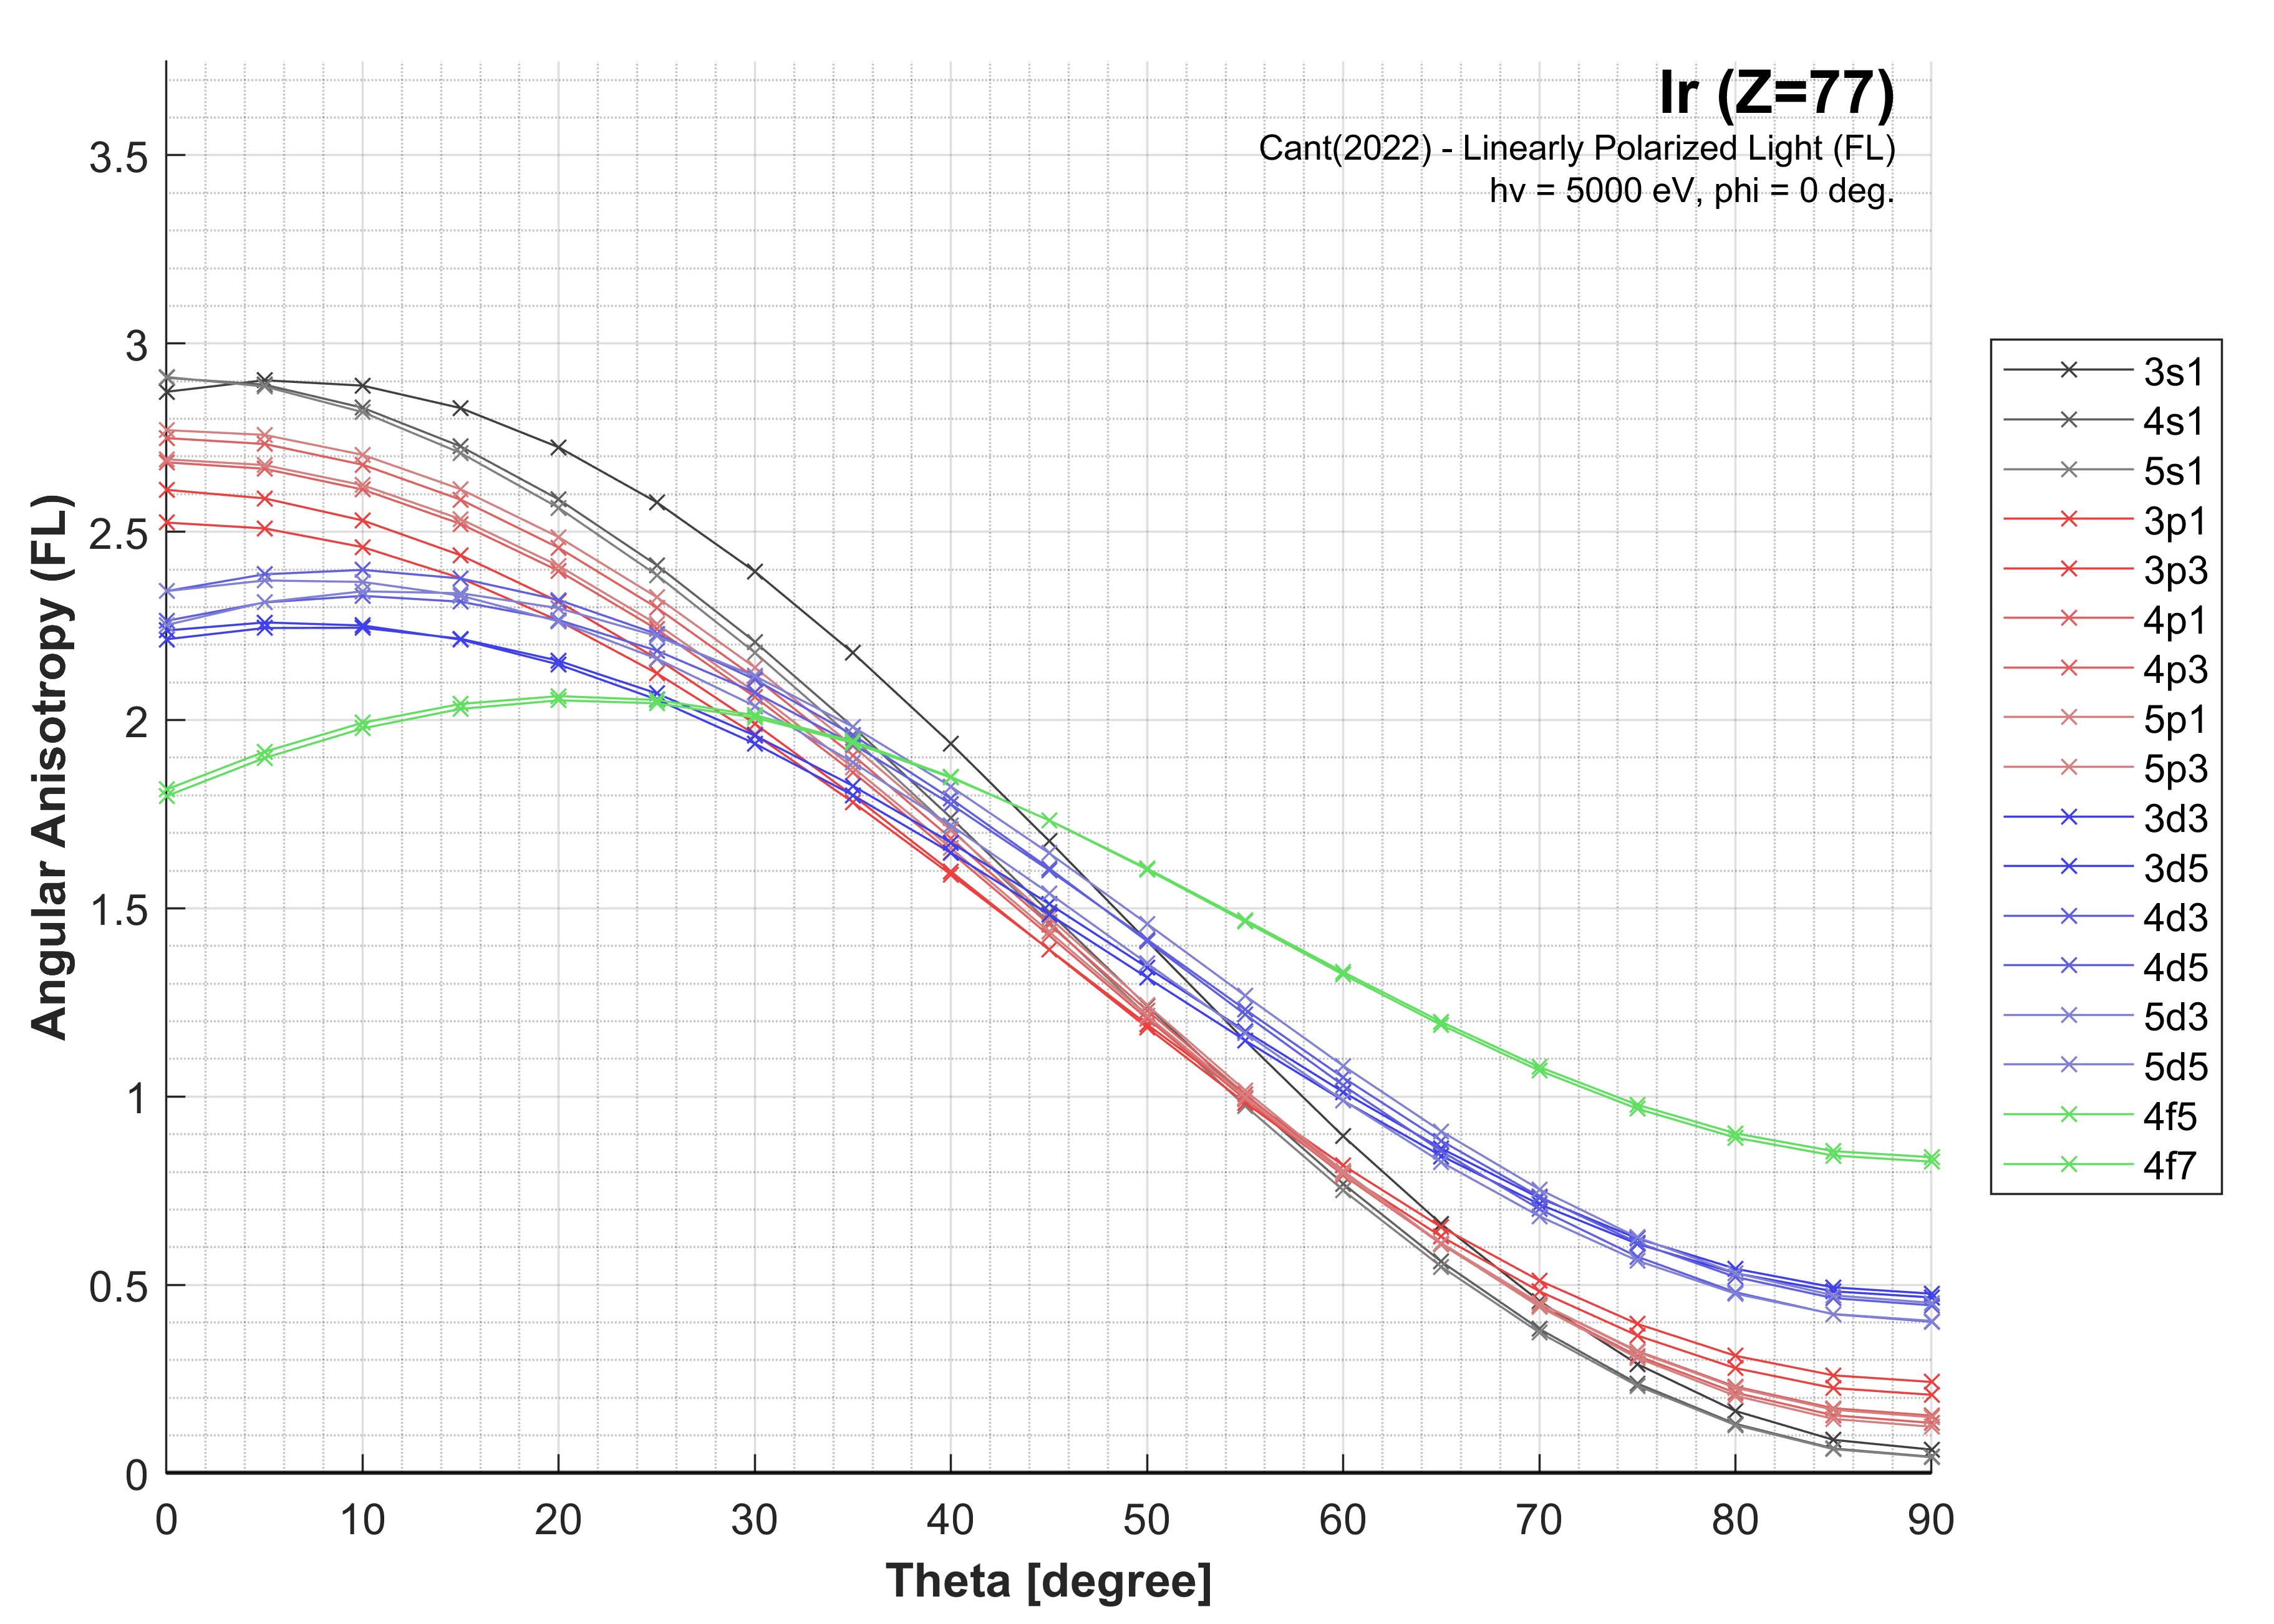 Ir (Z=77)
Cant(2022) - Linearly Polarized Light (FL)
hv = 5000 eV, phi = 0 deg.
Angular Anisotropy (FL)
3.5
3
2.5
2
1.5
1
0.5
0
0 10 20 30 40 50 60 70 80 90
Theta [degree]
3s1
4s1
5s1
3p1
3p3
4p1
4p3
5p1
5p3
3d3
3d5
4d3
4d5
5d3
5d5
4f5
4f7